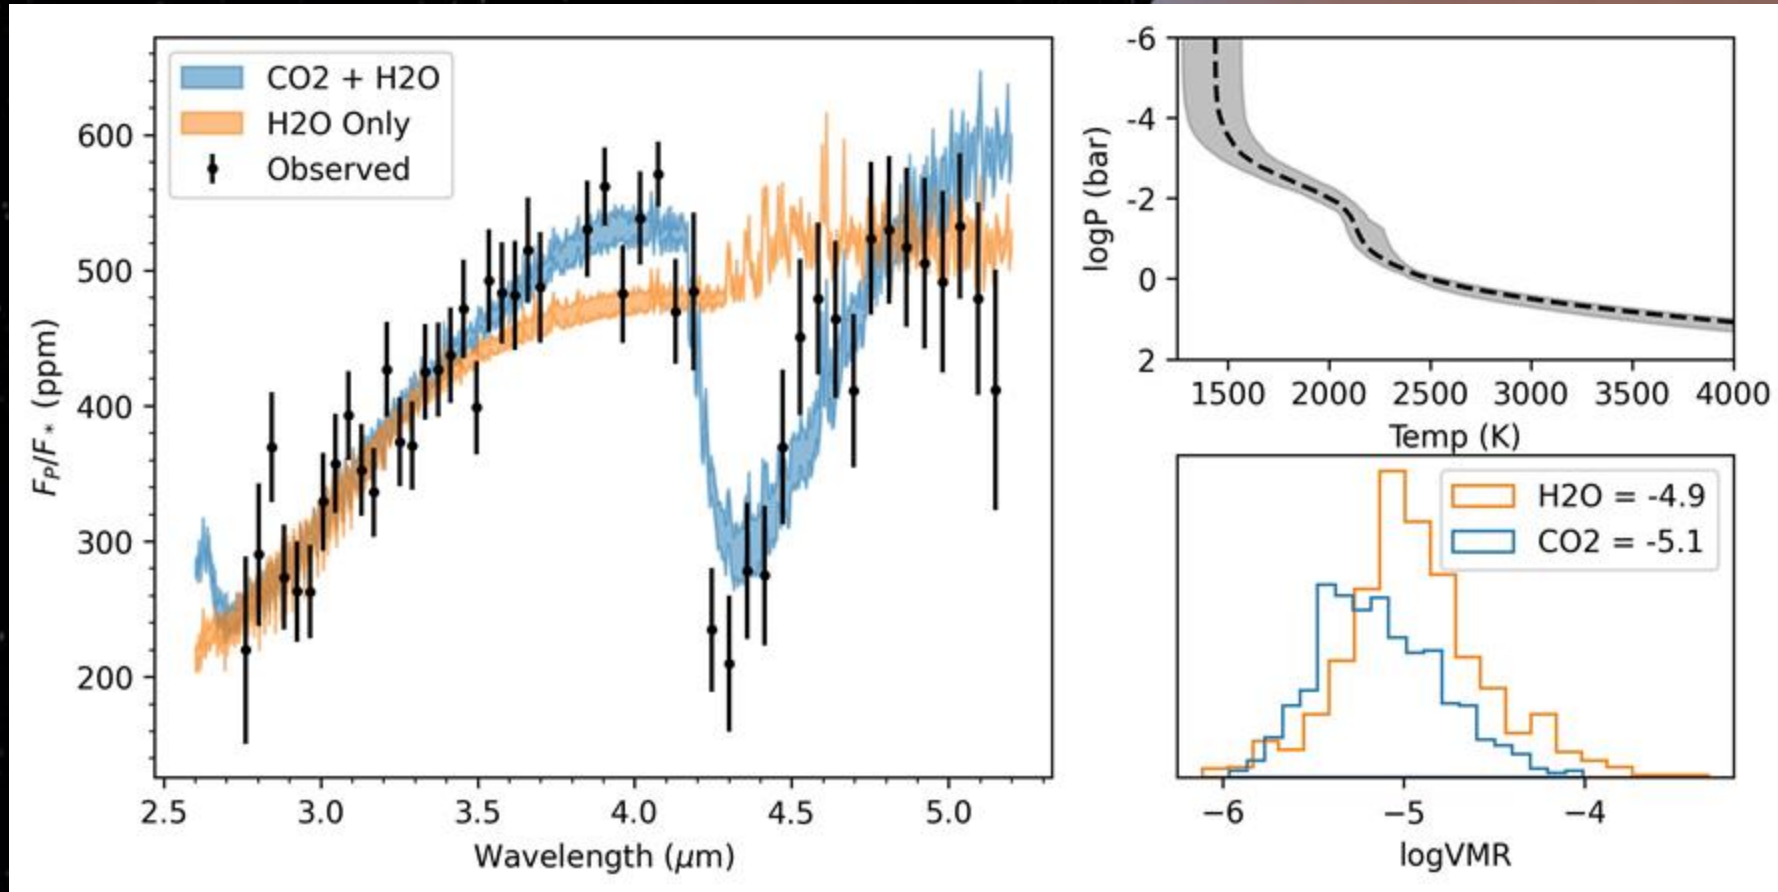 CO2 + H2O
H2O Only
Observed
600
500
400
300
200
F_P/F_* (ppm)
2.5 3.0 3.5 4.0 4.5 5.0
Wavelength (μm)
-6
-4
-2
0
2
logP (bar)
1500 2000 2500 3000 3500 4000
Temp (K)
H2O = -4.9
CO2 = -5.1
−6 −5 −4
logVMR